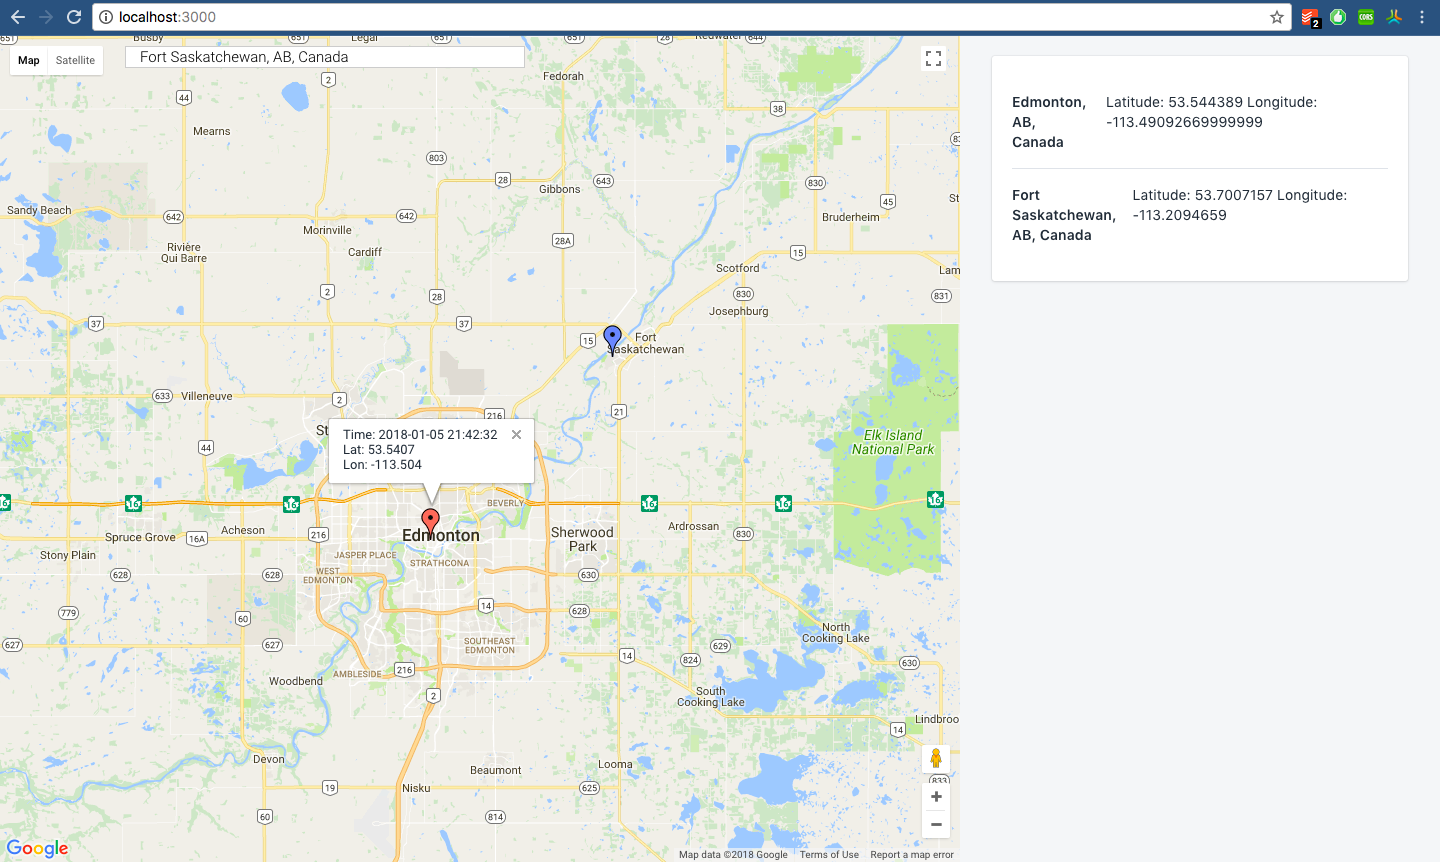 localhost:3000
2
CORS
Map
Satellite
Fort Saskatchewan, AB, Canada
651
Busby
Legal
651
651
Redwater
644
2
Fedorah
44
38
Mearns
803
28
643
830
Gibbons
45
Sandy Beach
642
642
Bruderheim
Morinville
Rivière
Qui Barre
Cardiff
28A
15
Scotford
Lam
2
28
830
831
Josephburg
37
37
15
Fort
Saskatchewan
633
Villeneuve
2
216
21
44
St
Time: 2018-01-05 21:42:32
Lat: 53.5407
Lon: -113.504
Elk Island
National Park
16
16
16
16
16
16
BEVERLY
Acheson
Spruce Grove
16A
216
Edmonton
Sherwood
Park
Ardrossan
830
Stony Plain
JASPER PLACE
STRATHCONA
WEST
EDMONTON
628
628
630
779
60
14
628
627
627
SOUTHEAST
EDMONTON
14
824
629
North
Cooking Lake
630
AMBLESIDE
216
Woodbend
2
South
Cooking Lake
Lindbroo
14
Devon
Beaumont
Looma
19
Nisku
625
833
60
814
Google
Map data ©2018 Google
Terms of Use
Report a map error
Edmonton,
AB,
Canada
Latitude: 53.544389 Longitude:
-113.49092669999999
Fort
Saskatchewan,
AB, Canada
Latitude: 53.7007157 Longitude:
-113.2094659